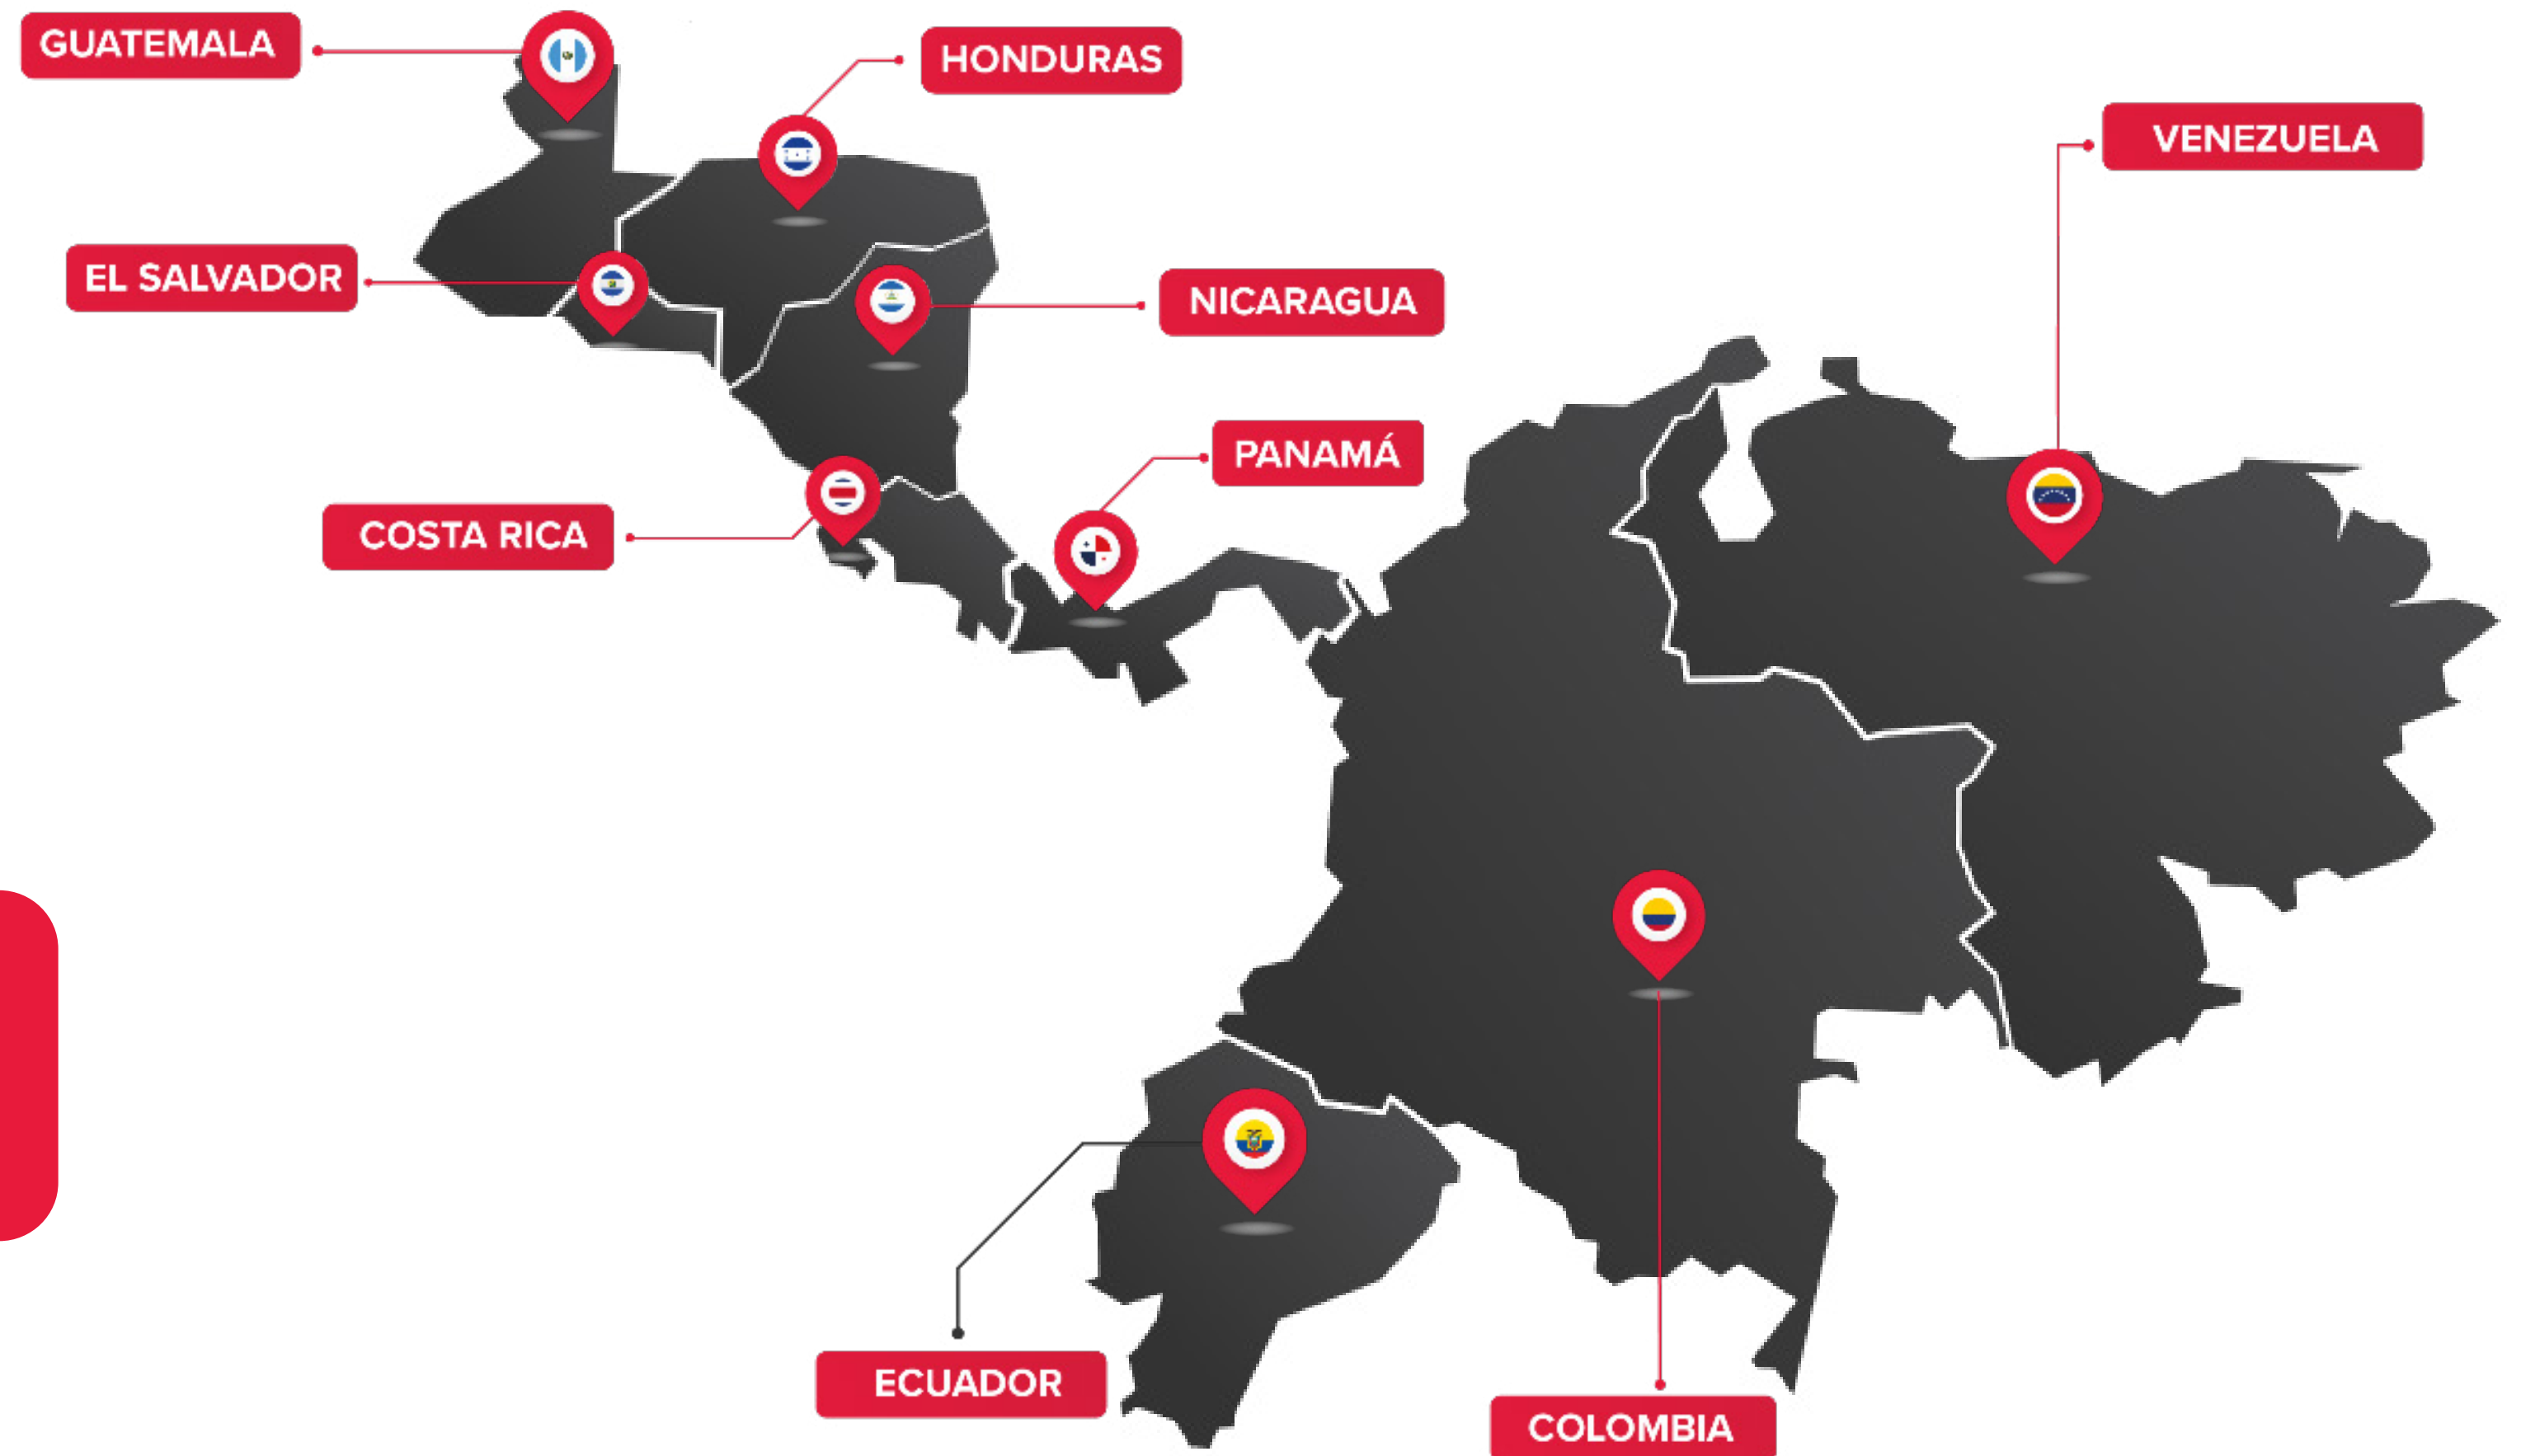 GUATEMALA
HONDURAS
VENEZUELA
EL SALVADOR
NICARAGUA
PANAMÁ
COSTA RICA
ECUADOR
COLOMBIA